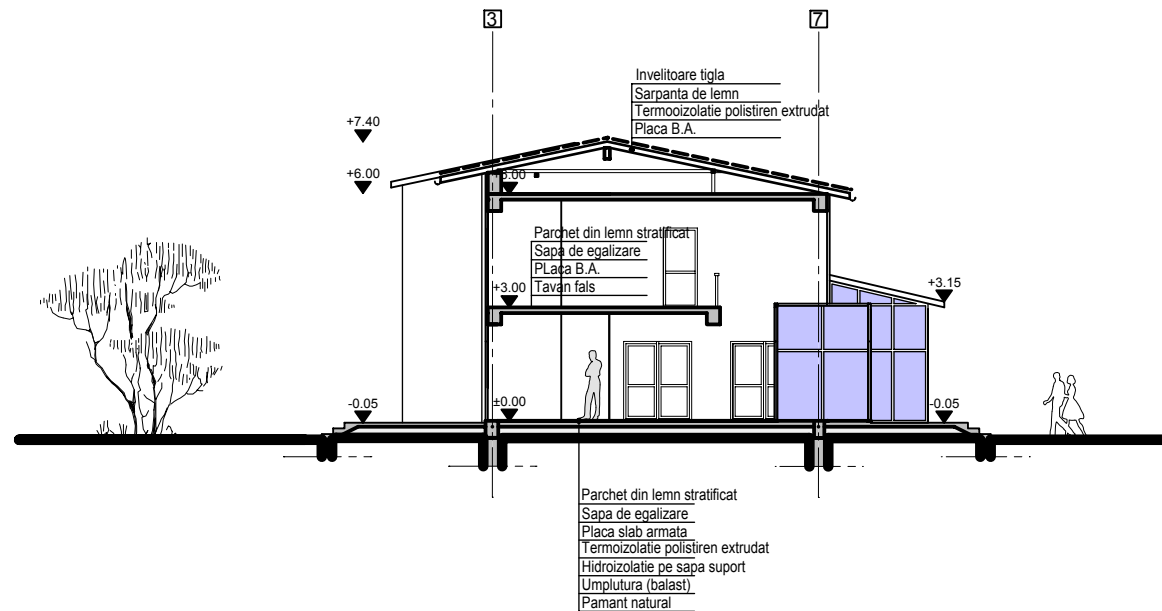 3
7
Invelitoare tigla
Sarpanta de lemn
Termooizolatie polistiren extrudat
Placa B.A.
+7.40
+6.00
+6.00
Parchet din lemn stratificat
Sapa de egalizare
PLaca B.A.
Tavan fals
+3.00
+3.15
-0.05
±0.00
-0.05
Parchet din lemn stratificat
Sapa de egalizare
Placa slab armata
Termoizolatie polistiren extrudat
Hidroizolatie pe sapa suport
Umplutura (balast)
Pamant natural